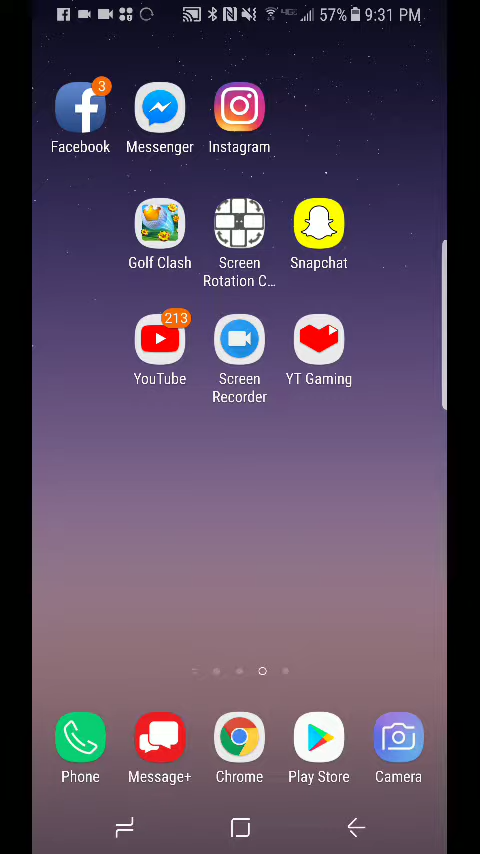 57% 9:31 PM
3
Facebook Messenger Instagram
Golf Clash Screen Rotation C... Snapchat
213
YouTube Screen Recorder YT Gaming
Phone Message+ Chrome Play Store Camera